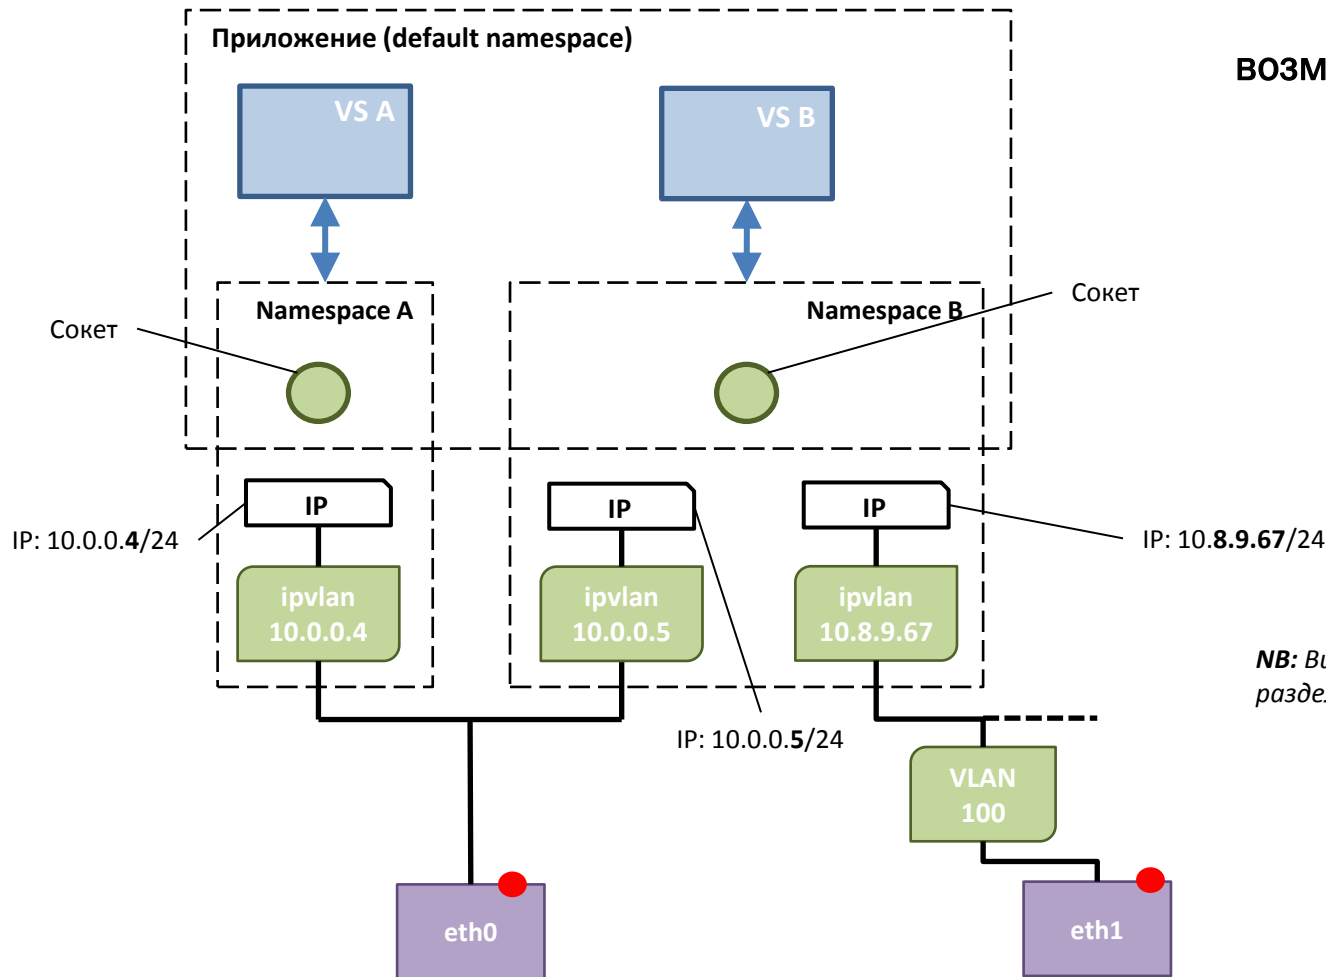 Приложение (default namespace)
ВОЗМ
VS A
VS B
Сокет
Namespace A
Namespace B
Сокет
IP
IP
IP
IP: 10.0.0.4/24
IP: 10.8.9.67/24
ipvlan
10.0.0.4
ipvlan
10.0.0.5
ipvlan
10.8.9.67
IP: 10.0.0.5/24
NB: Ви
раздел
VLAN
100
eth0
eth1